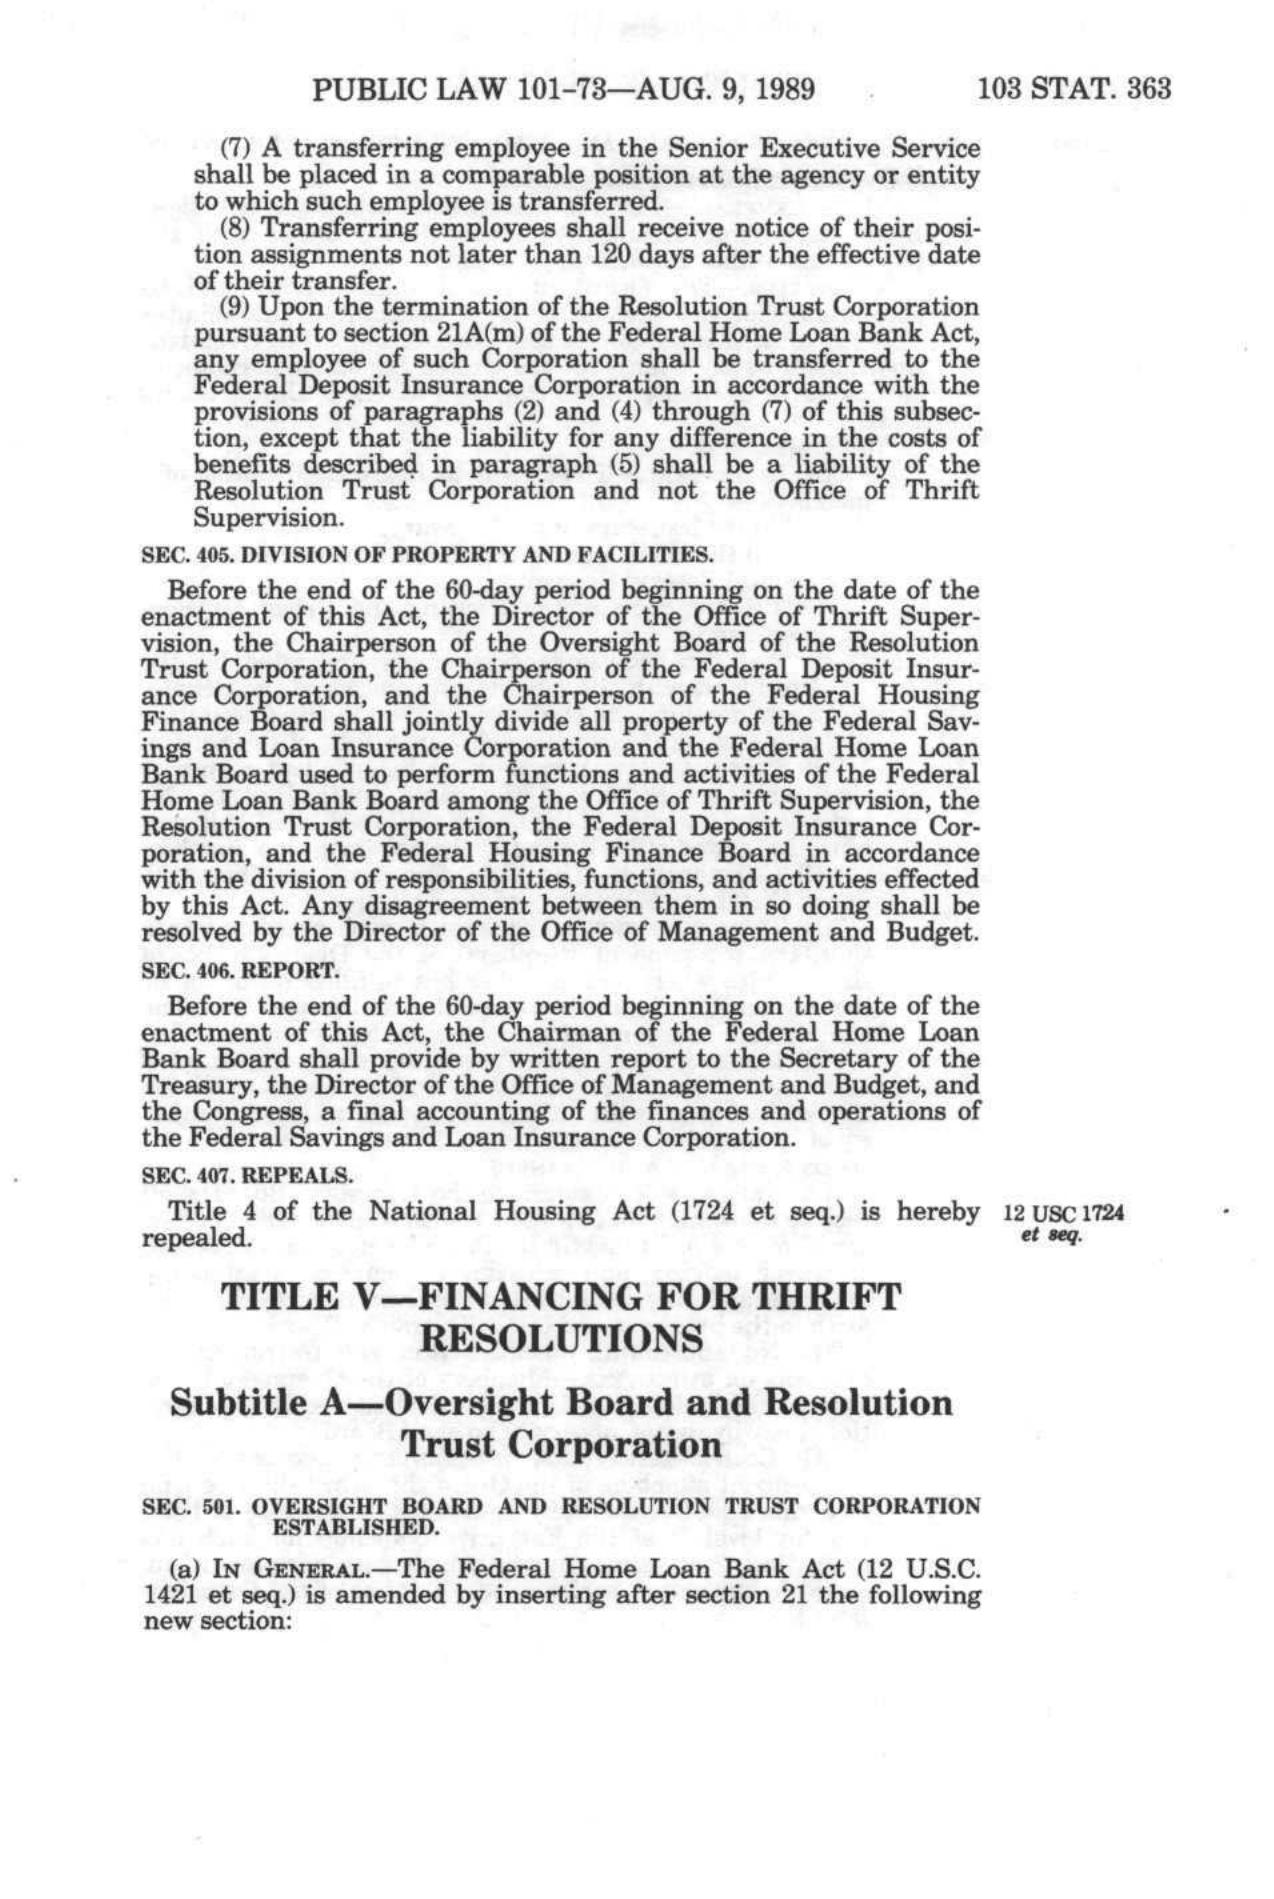 PUBLIC LAW 101–73—AUG. 9, 1989 103 STAT. 363
(7) A transferring employee in the Senior Executive Service
shall be placed in a comparable position at the agency or entity
to which such employee is transferred.
(8) Transferring employees shall receive notice of their posi-
tion assignments not later than 120 days after the effective date
of their transfer.
(9) Upon the termination of the Resolution Trust Corporation
pursuant to section 21A(m) of the Federal Home Loan Bank Act,
any employee of such Corporation shall be transferred to the
Federal Deposit Insurance Corporation in accordance with the
provisions of paragraphs (2) and (4) through (7) of this subsec-
tion, except that the liability for any difference in the costs of
benefits described in paragraph (5) shall be a liability of the
Resolution Trust Corporation and not the Office of Thrift
Supervision.
SEC. 405. DIVISION OF PROPERTY AND FACILITIES.
Before the end of the 60-day period beginning on the date of the
enactment of this Act, the Director of the Office of Thrift Super-
vision, the Chairperson of the Oversight Board of the Resolution
Trust Corporation, the Chairperson of the Federal Deposit Insur-
ance Corporation, and the Chairperson of the Federal Housing
Finance Board shall jointly divide all property of the Federal Sav-
ings and Loan Insurance Corporation and the Federal Home Loan
Bank Board used to perform functions and activities of the Federal
Home Loan Bank Board among the Office of Thrift Supervision, the
Resolution Trust Corporation, the Federal Deposit Insurance Cor-
poration, and the Federal Housing Finance Board in accordance
with the division of responsibilities, functions, and activities effected
by this Act. Any disagreement between them in so doing shall be
resolved by the Director of the Office of Management and Budget.
SEC. 406. REPORT.
Before the end of the 60-day period beginning on the date of the
enactment of this Act, the Chairman of the Federal Home Loan
Bank Board shall provide by written report to the Secretary of the
Treasury, the Director of the Office of Management and Budget, and
the Congress, a final accounting of the finances and operations of
the Federal Savings and Loan Insurance Corporation.
SEC. 407. REPEALS.
Title 4 of the National Housing Act (1724 et seq.) is hereby
repealed.
12 USC 1724
et seq.
TITLE V—FINANCING FOR THRIFT
RESOLUTIONS
Subtitle A—Oversight Board and Resolution
Trust Corporation
SEC. 501. OVERSIGHT BOARD AND RESOLUTION TRUST CORPORATION
ESTABLISHED.
(a) IN GENERAL.—The Federal Home Loan Bank Act (12 U.S.C.
1421 et seq.) is amended by inserting after section 21 the following
new section: